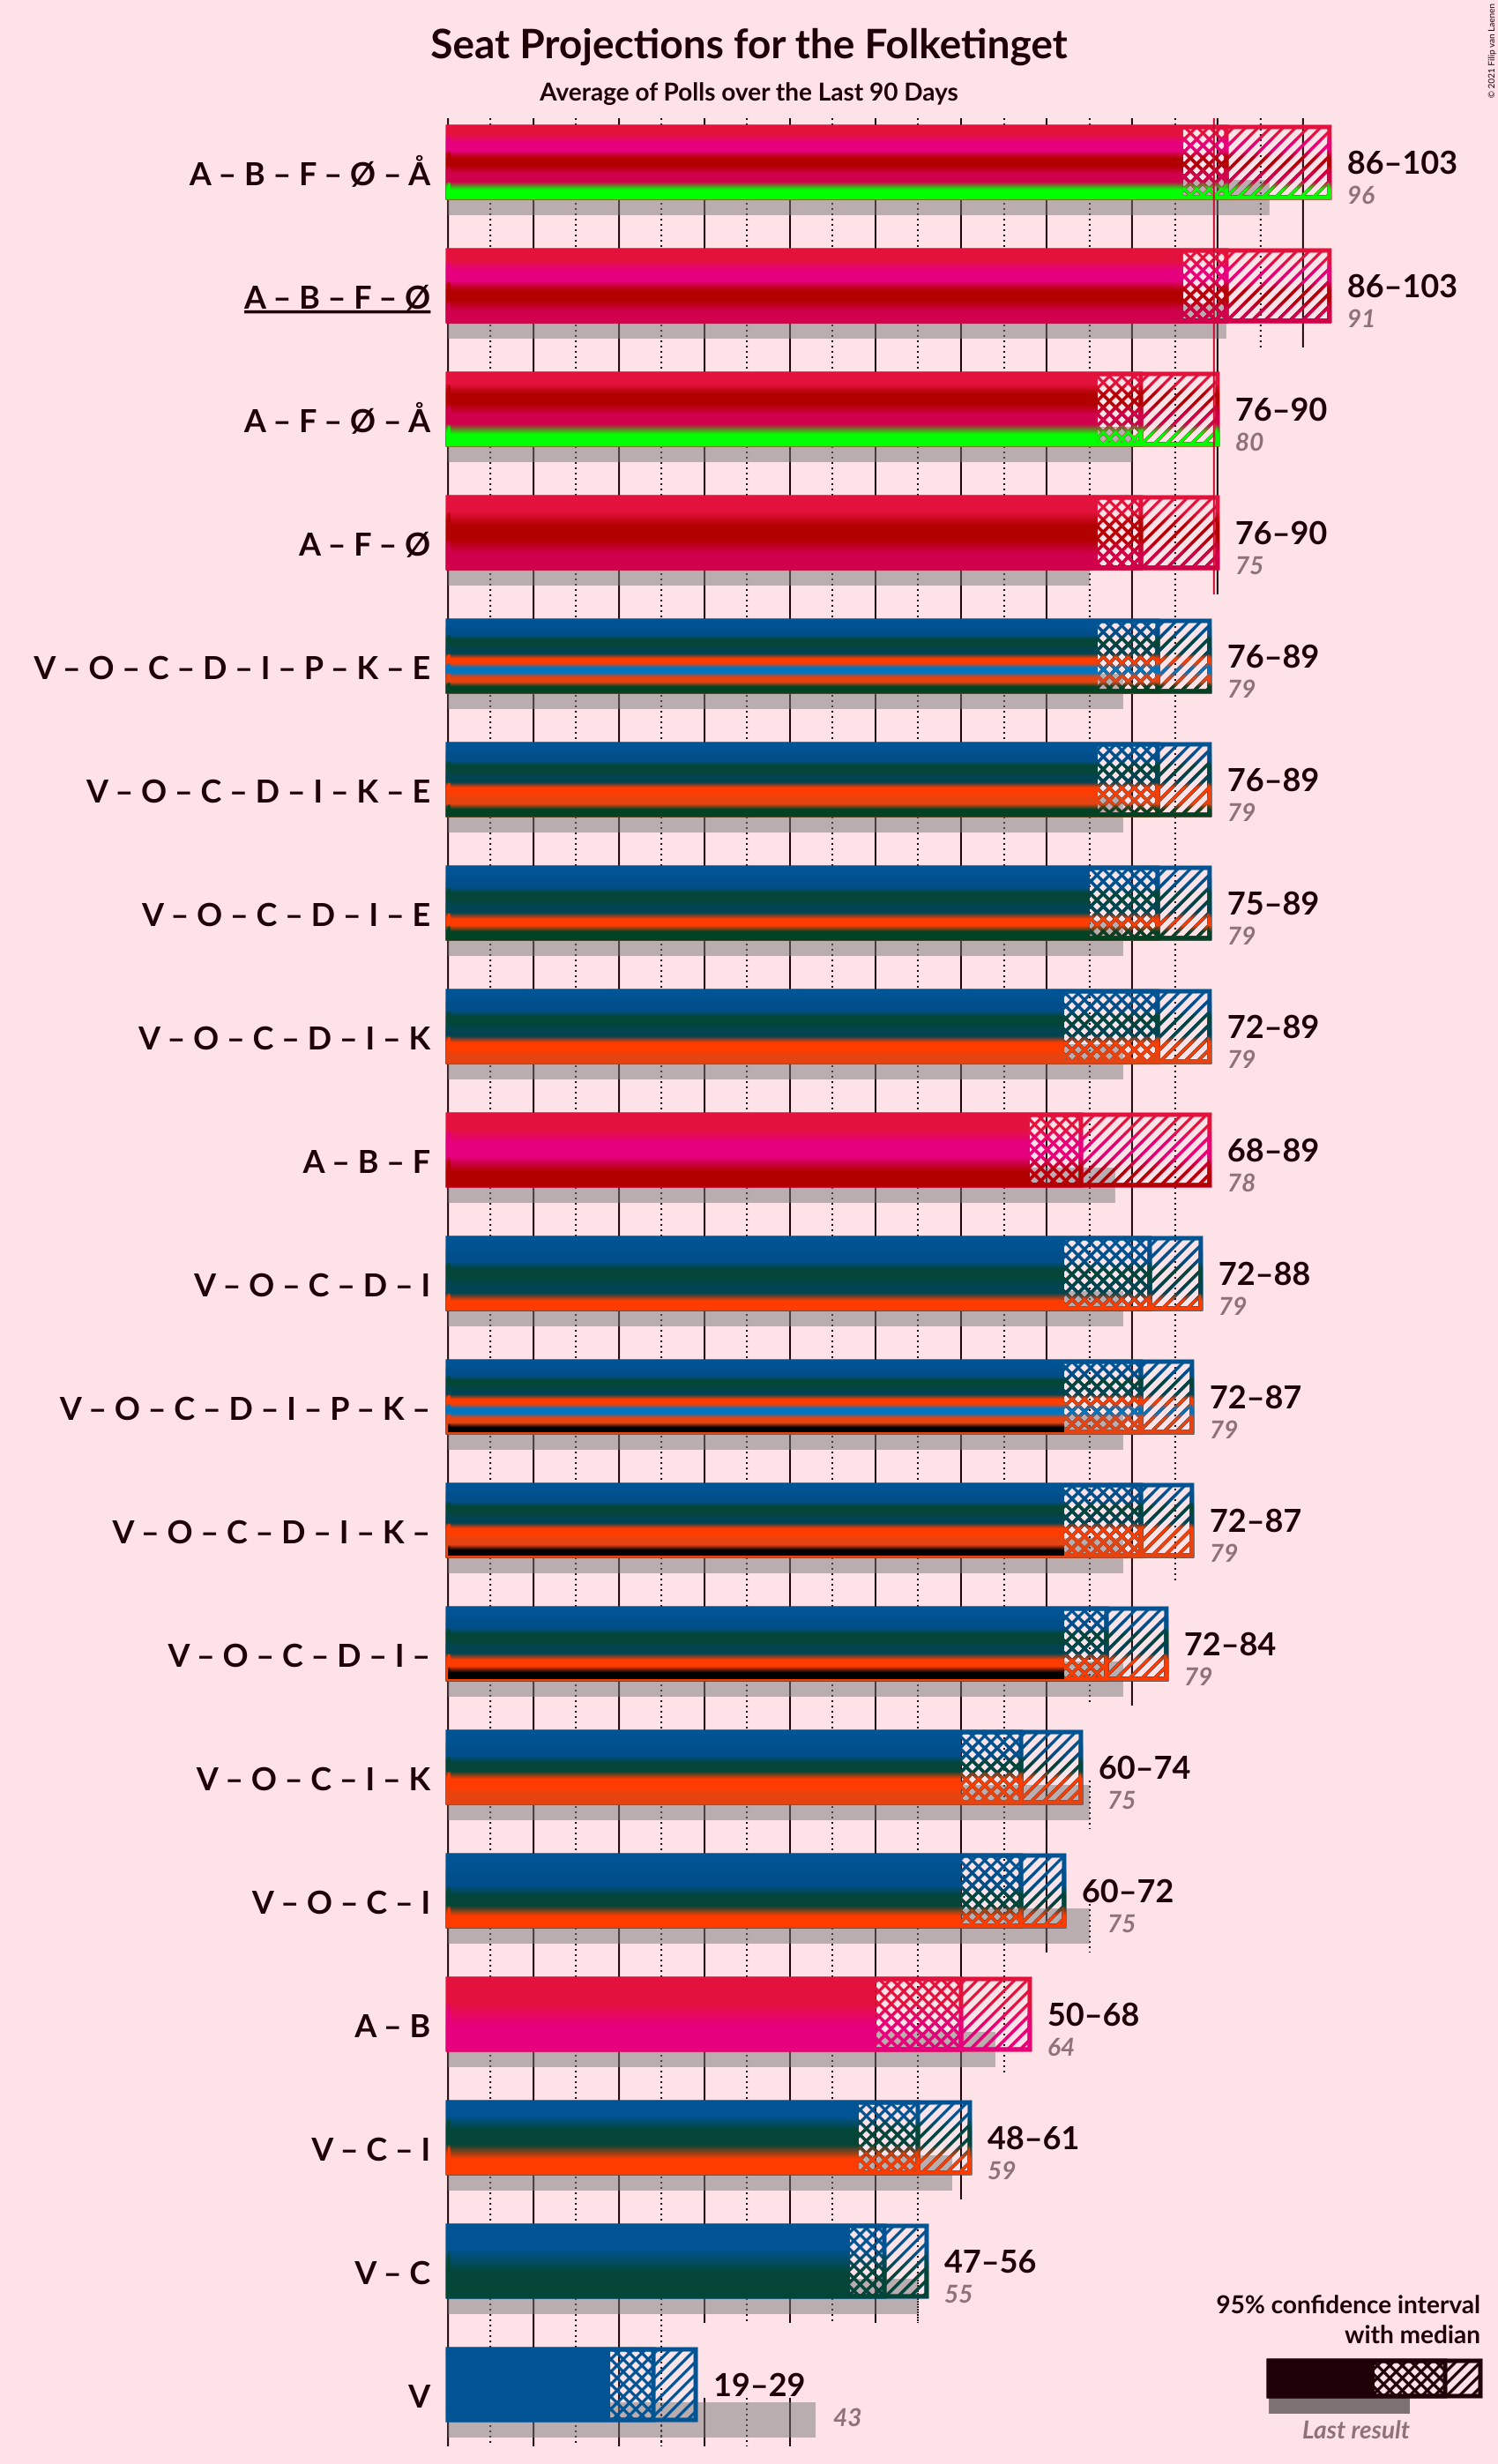 Seat Projections for the Folketinget
Average of Polls over the Last 90 Days
© 2021 Filip van Laenen
A – B – F – Ø – Å
86–103
96
A – B – F – Ø
86–103
91
A – F – Ø – Å
76–90
80
A – F – Ø
76–90
75
V – O – C – D – I – P – K – E
76–89
79
V – O – C – D – I – K – E
76–89
79
V – O – C – D – I – E
75–89
79
V – O – C – D – I – K
72–89
79
A – B – F
68–89
78
V – O – C – D – I
72–88
79
V – O – C – D – I – P – K –
72–87
79
V – O – C – D – I – K –
72–87
79
V – O – C – D – I –
72–84
79
V – O – C – I – K
60–74
75
V – O – C – I
60–72
75
A – B
50–68
64
V – C – I
48–61
59
V – C
47–56
55
V
19–29
43
95% confidence interval
with median
Last result